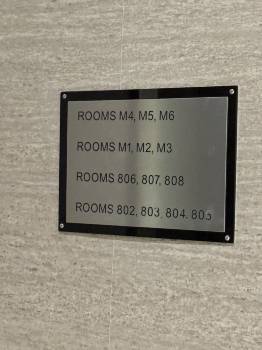 ROOMS M4, M5, M6
ROOMS M1, M2, M3
ROOMS 806, 807, 808
ROOMS 802, 803, 804, 805